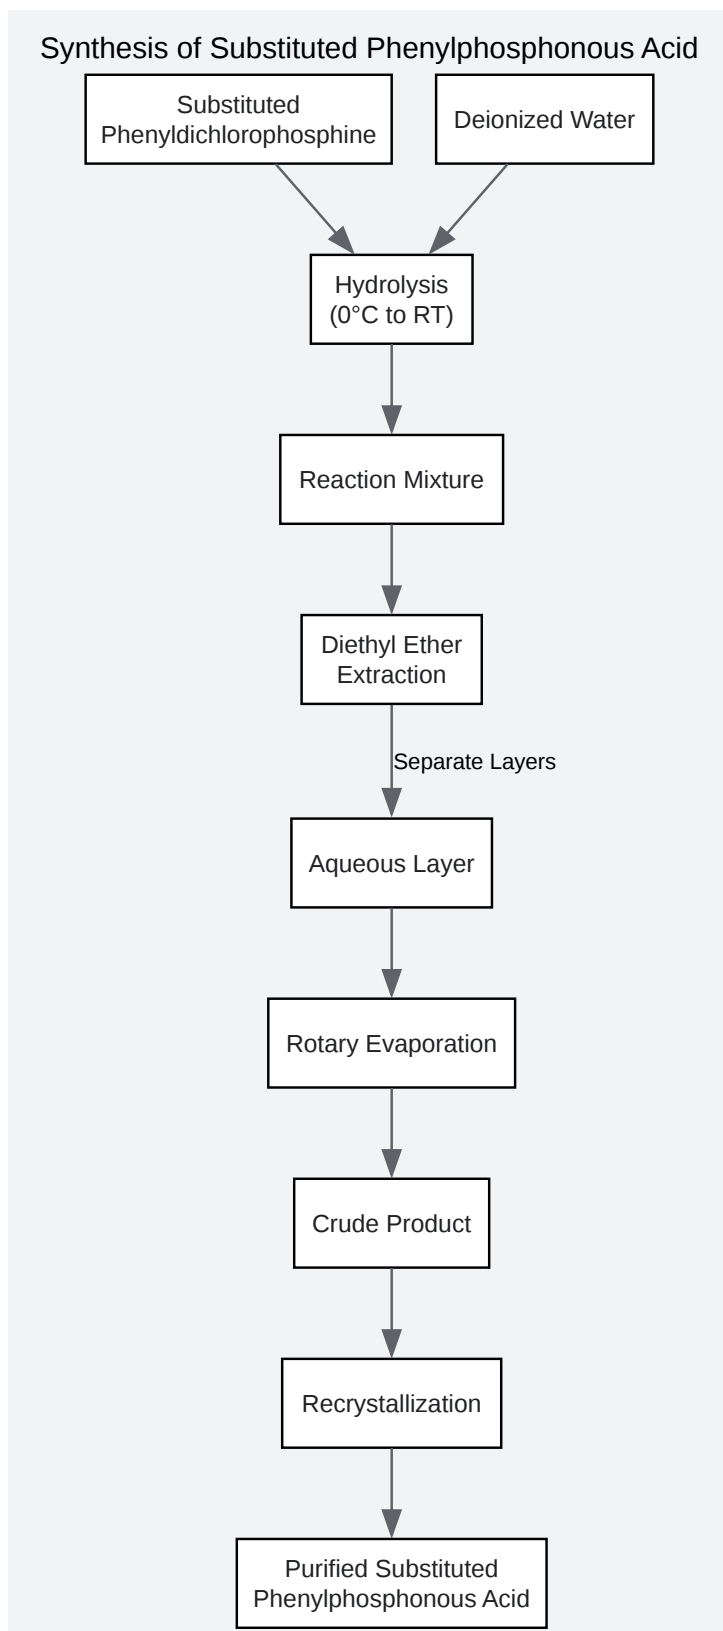 Synthesis of Substituted Phenylphosphonous Acid
Substituted
Phenyldichlorophosphine
Deionized Water
Hydrolysis
(0°C to RT)
Reaction Mixture
Diethyl Ether
Extraction
Separate Layers
Aqueous Layer
Rotary Evaporation
Crude Product
Recrystallization
Purified Substituted
Phenylphosphonous Acid